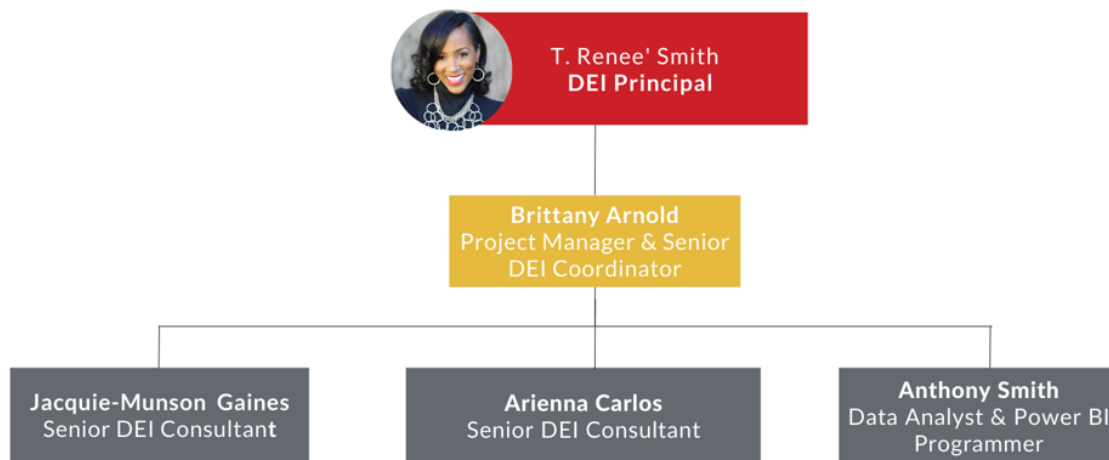 T. Renee' Smith
DEI Principal
Brittany Arnold
Project Manager & Senior
DEI Coordinator
Jacquie-Munson Gaines
Senior DEI Consultant
Arienna Carlos
Senior DEI Consultant
Anthony Smith
Data Analyst & Power BI
Programmer